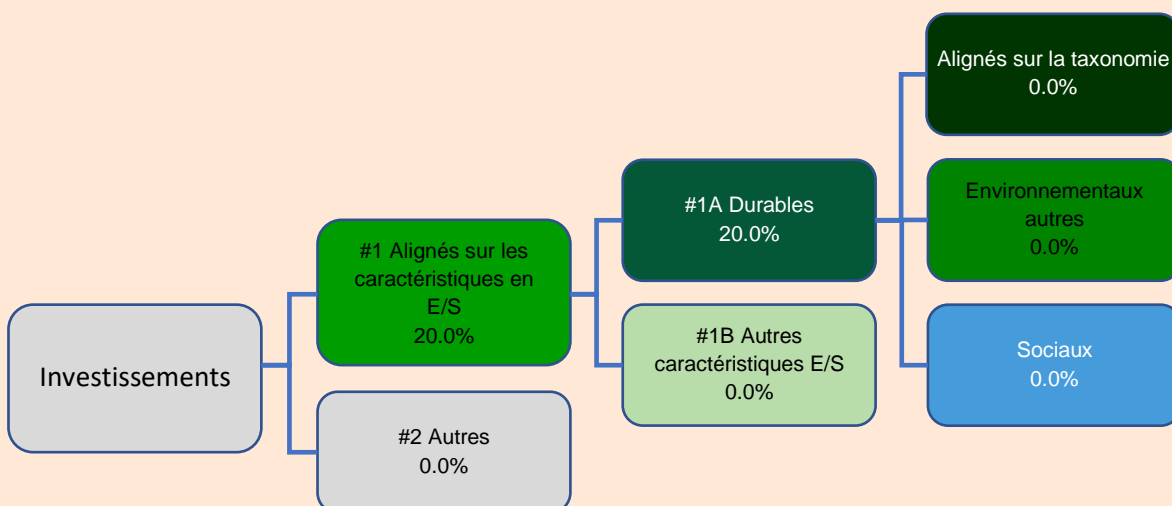 Investissements
#1 Alignés sur les
caractéristiques en
E/S
20.0%
#2 Autres
0.0%
#1A Durables
20.0%
#1B Autres
caractéristiques E/S
0.0%
Alignés sur la taxonomie
0.0%
Environnementaux
autres
0.0%
Sociaux
0.0%